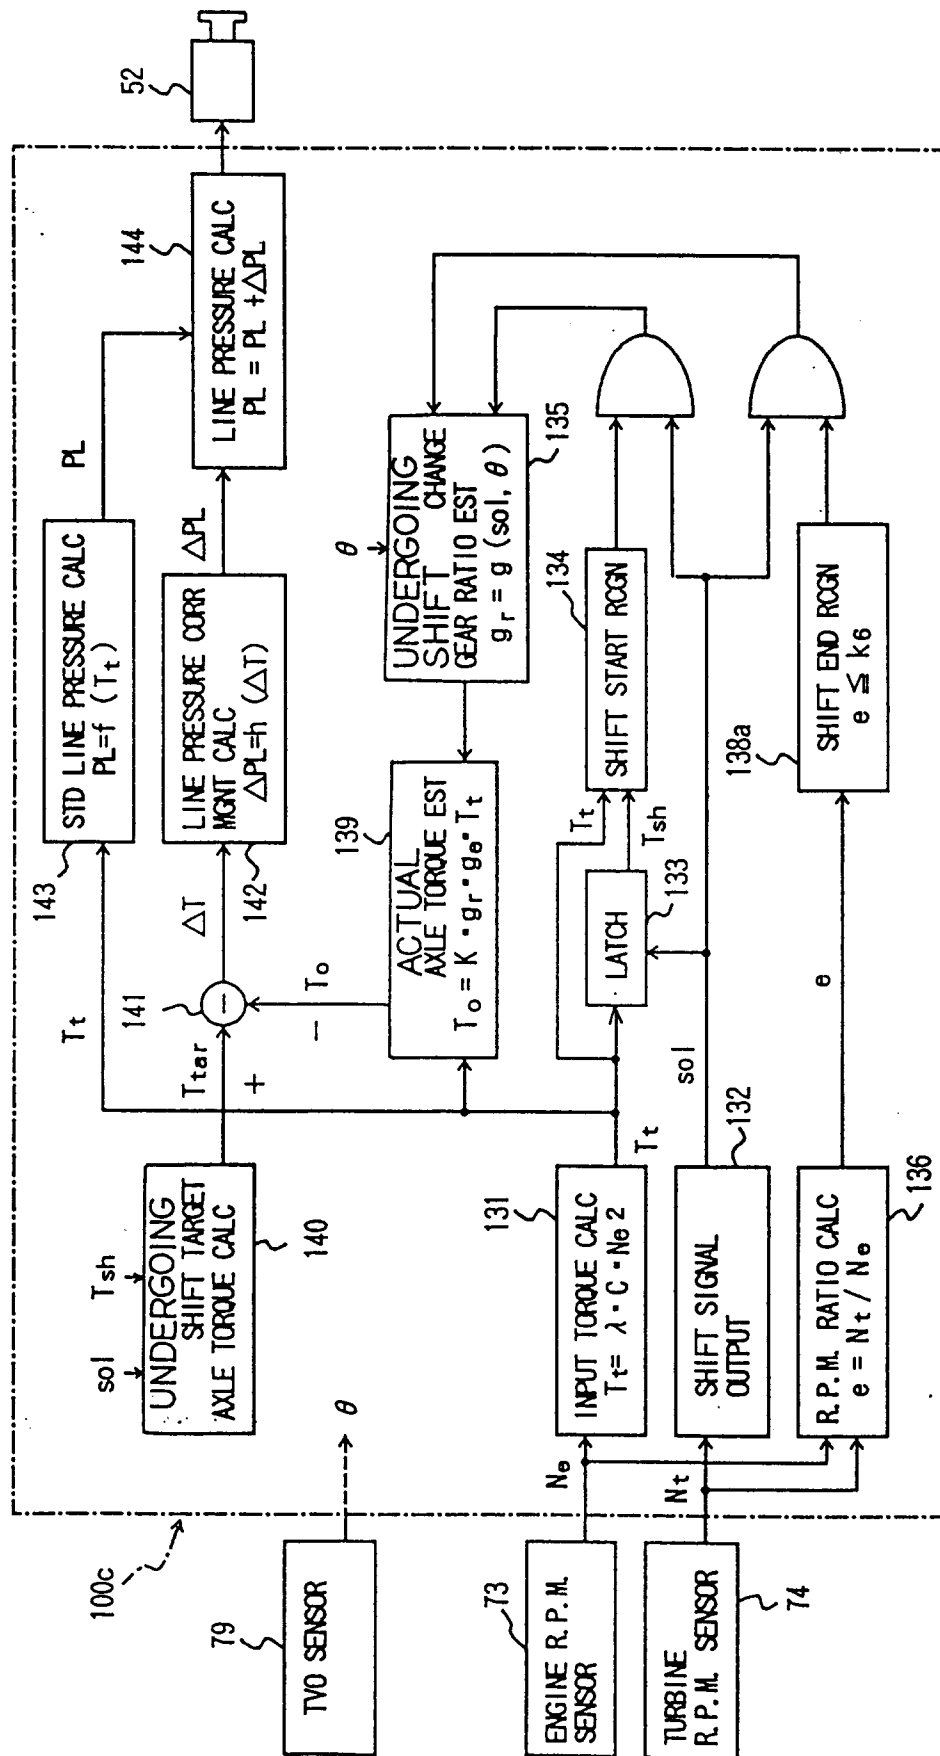 100c
79
TVO SENSOR
θ
73
ENGINE R.P.M.
SENSOR
TURBINE
R.P.M. SENSOR
74
Ne
Nt
sol
Tsh
UNDERGOING
SHIFT TARGET
AXLE TORQUE CALC
140
Ttar
+
141
−
−
To
ΔT
Tt
143
STD LINE PRESSURE CALC
PL=f (Tt)
PL
LINE PRESSURE CORR
MGNT CALC
ΔPL=h (ΔT)
142
ΔPL
144
LINE PRESSURE CALC
PL = PL +ΔPL
52
139
ACTUAL
AXLE TORQUE EST
To = K・gr・ge・Tt
θ
UNDERGOING
SHIFT CHANGE
GEAR RATIO EST
gr = g (sol, θ)
135
131
INPUT TORQUE CALC
Tt = λ・C・Ne2
Tt
LATCH
133
Tt
Tsh
134
SHIFT START RCGN
SHIFT SIGNAL
OUTPUT
132
sol
R.P.M. RATIO CALC
e = Nt / Ne
136
e
138a
SHIFT END RCGN
e ≦ k6